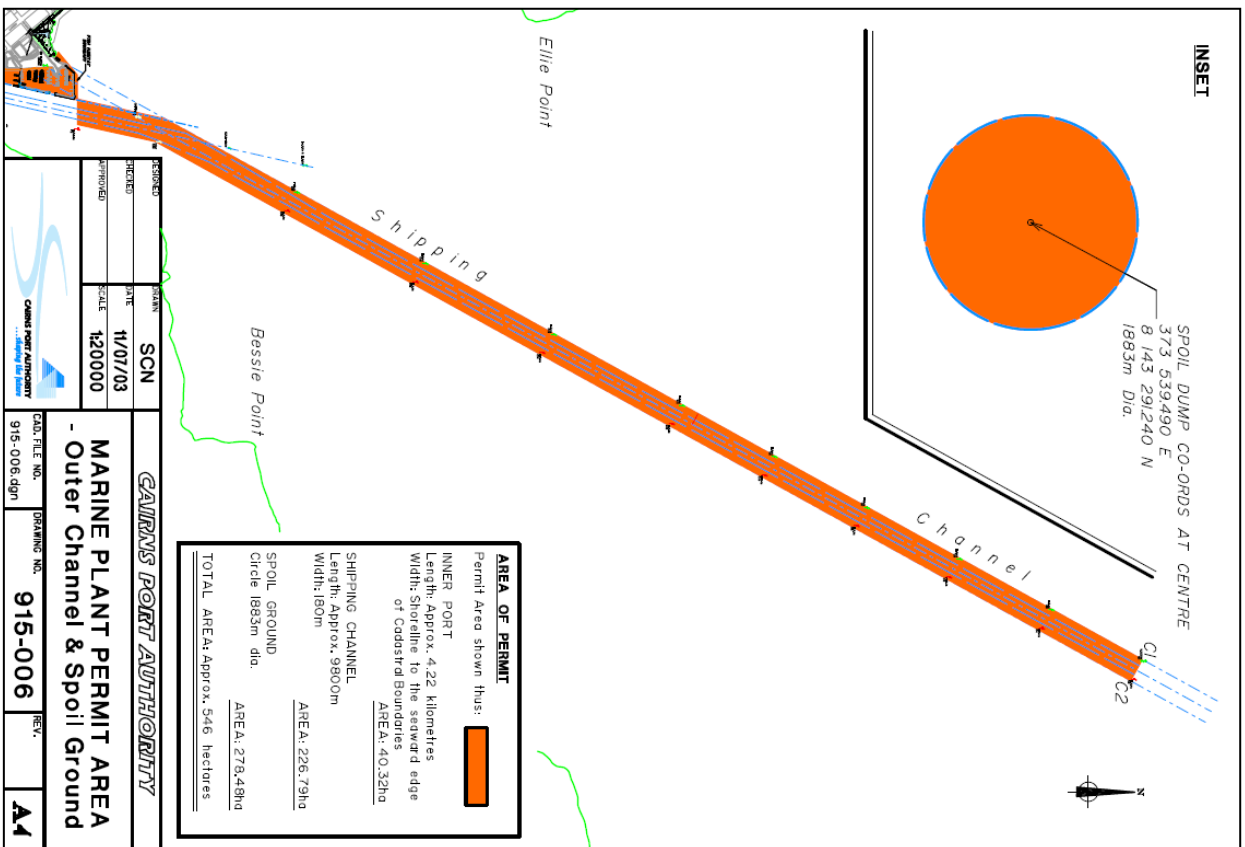 INSET
SPOIL DUMP CO-ORDS AT CENTRE
373 539.490 E
8 143 291.240 N
1883m Dia.
Ellie Point
Shipping
Channel
C1
C2
N
Bessie Point
AREA OF PERMIT
Permit Area shown thus:
INNER PORT
Length: Approx. 4.22 kilometres
Width: Shoreline to the seaward edge
of Cadastral Boundaries
AREA: 40.32ha
SHIPPING CHANNEL
Length: Approx. 9800m
Width: 180m
AREA: 226.79ha
SPOIL GROUND
Circle 1883m dia.
AREA: 278.48ha
TOTAL AREA: Approx. 546 hectares
DESIGNED
CHECKED
APPROVED
DRAWN
SCN
DATE
11/07/03
SCALE
1:20000
CAIRNS PORT AUTHORITY
...shaping the future
CAIRNS PORT AUTHORITY
MARINE PLANT PERMIT AREA
- Outer Channel & Spoil Ground
CAD. FILE NO.
915-006.dgn
DRAWING NO.
915-006
REV.
A4